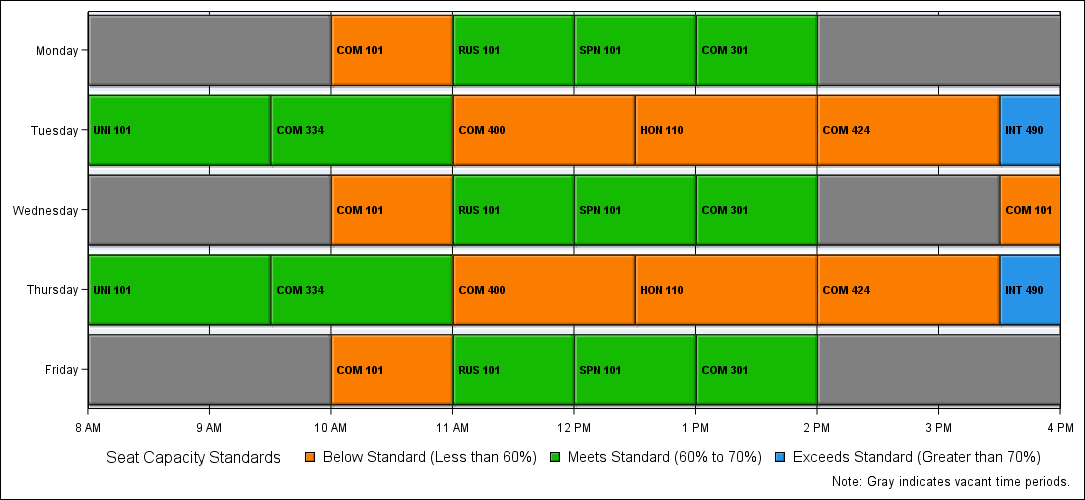 Monday COM 101 RUS 101 SPN 101 COM 301
Tuesday UNI 101 COM 334 COM 400 HON 110 COM 424 INT 490
Wednesday COM 101 RUS 101 SPN 101 COM 301 COM 101
Thursday UNI 101 COM 334 COM 400 HON 110 COM 424 INT 490
Friday COM 101 RUS 101 SPN 101 COM 301
8 AM 9 AM 10 AM 11 AM 12 PM 1 PM 2 PM 3 PM 4 PM
Seat Capacity Standards Below Standard (Less than 60%) Meets Standard (60% to 70%) Exceeds Standard (Greater than 70%)
Note: Gray indicates vacant time periods.